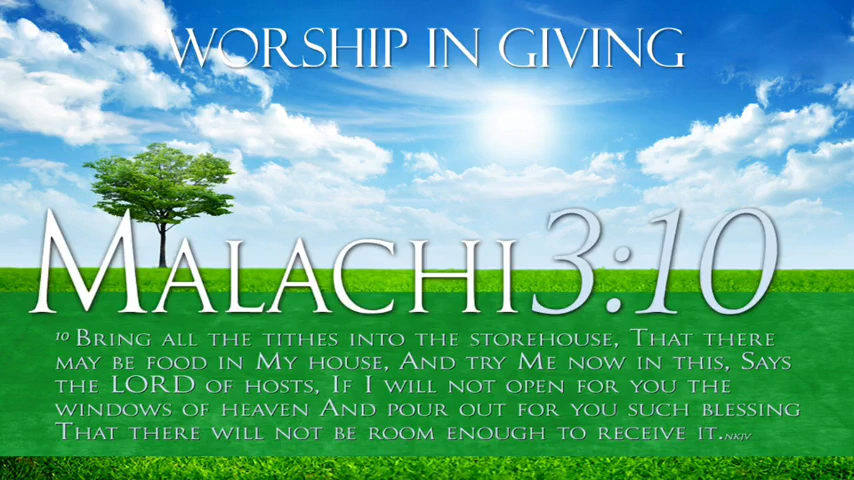 WORSHIP IN GIVING
MALACHI 3:10
10 BRING ALL THE TITHES INTO THE STOREHOUSE, THAT THERE
MAY BE FOOD IN MY HOUSE, AND TRY ME NOW IN THIS, SAYS
THE LORD OF HOSTS, IF I WILL NOT OPEN FOR YOU THE
WINDOWS OF HEAVEN AND POUR OUT FOR YOU SUCH BLESSING
THAT THERE WILL NOT BE ROOM ENOUGH TO RECEIVE IT. NKJV